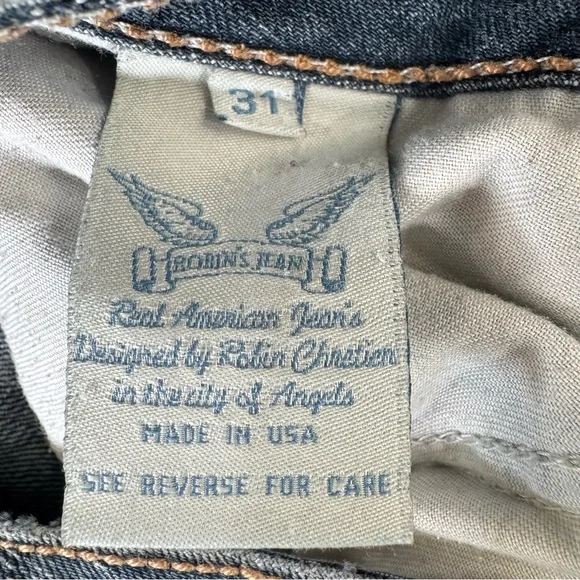 31
ROBIN'S JEAN
Real American Jean's
Designed by Robin Chretien
in the city of Angels
MADE IN USA
SEE REVERSE FOR CARE